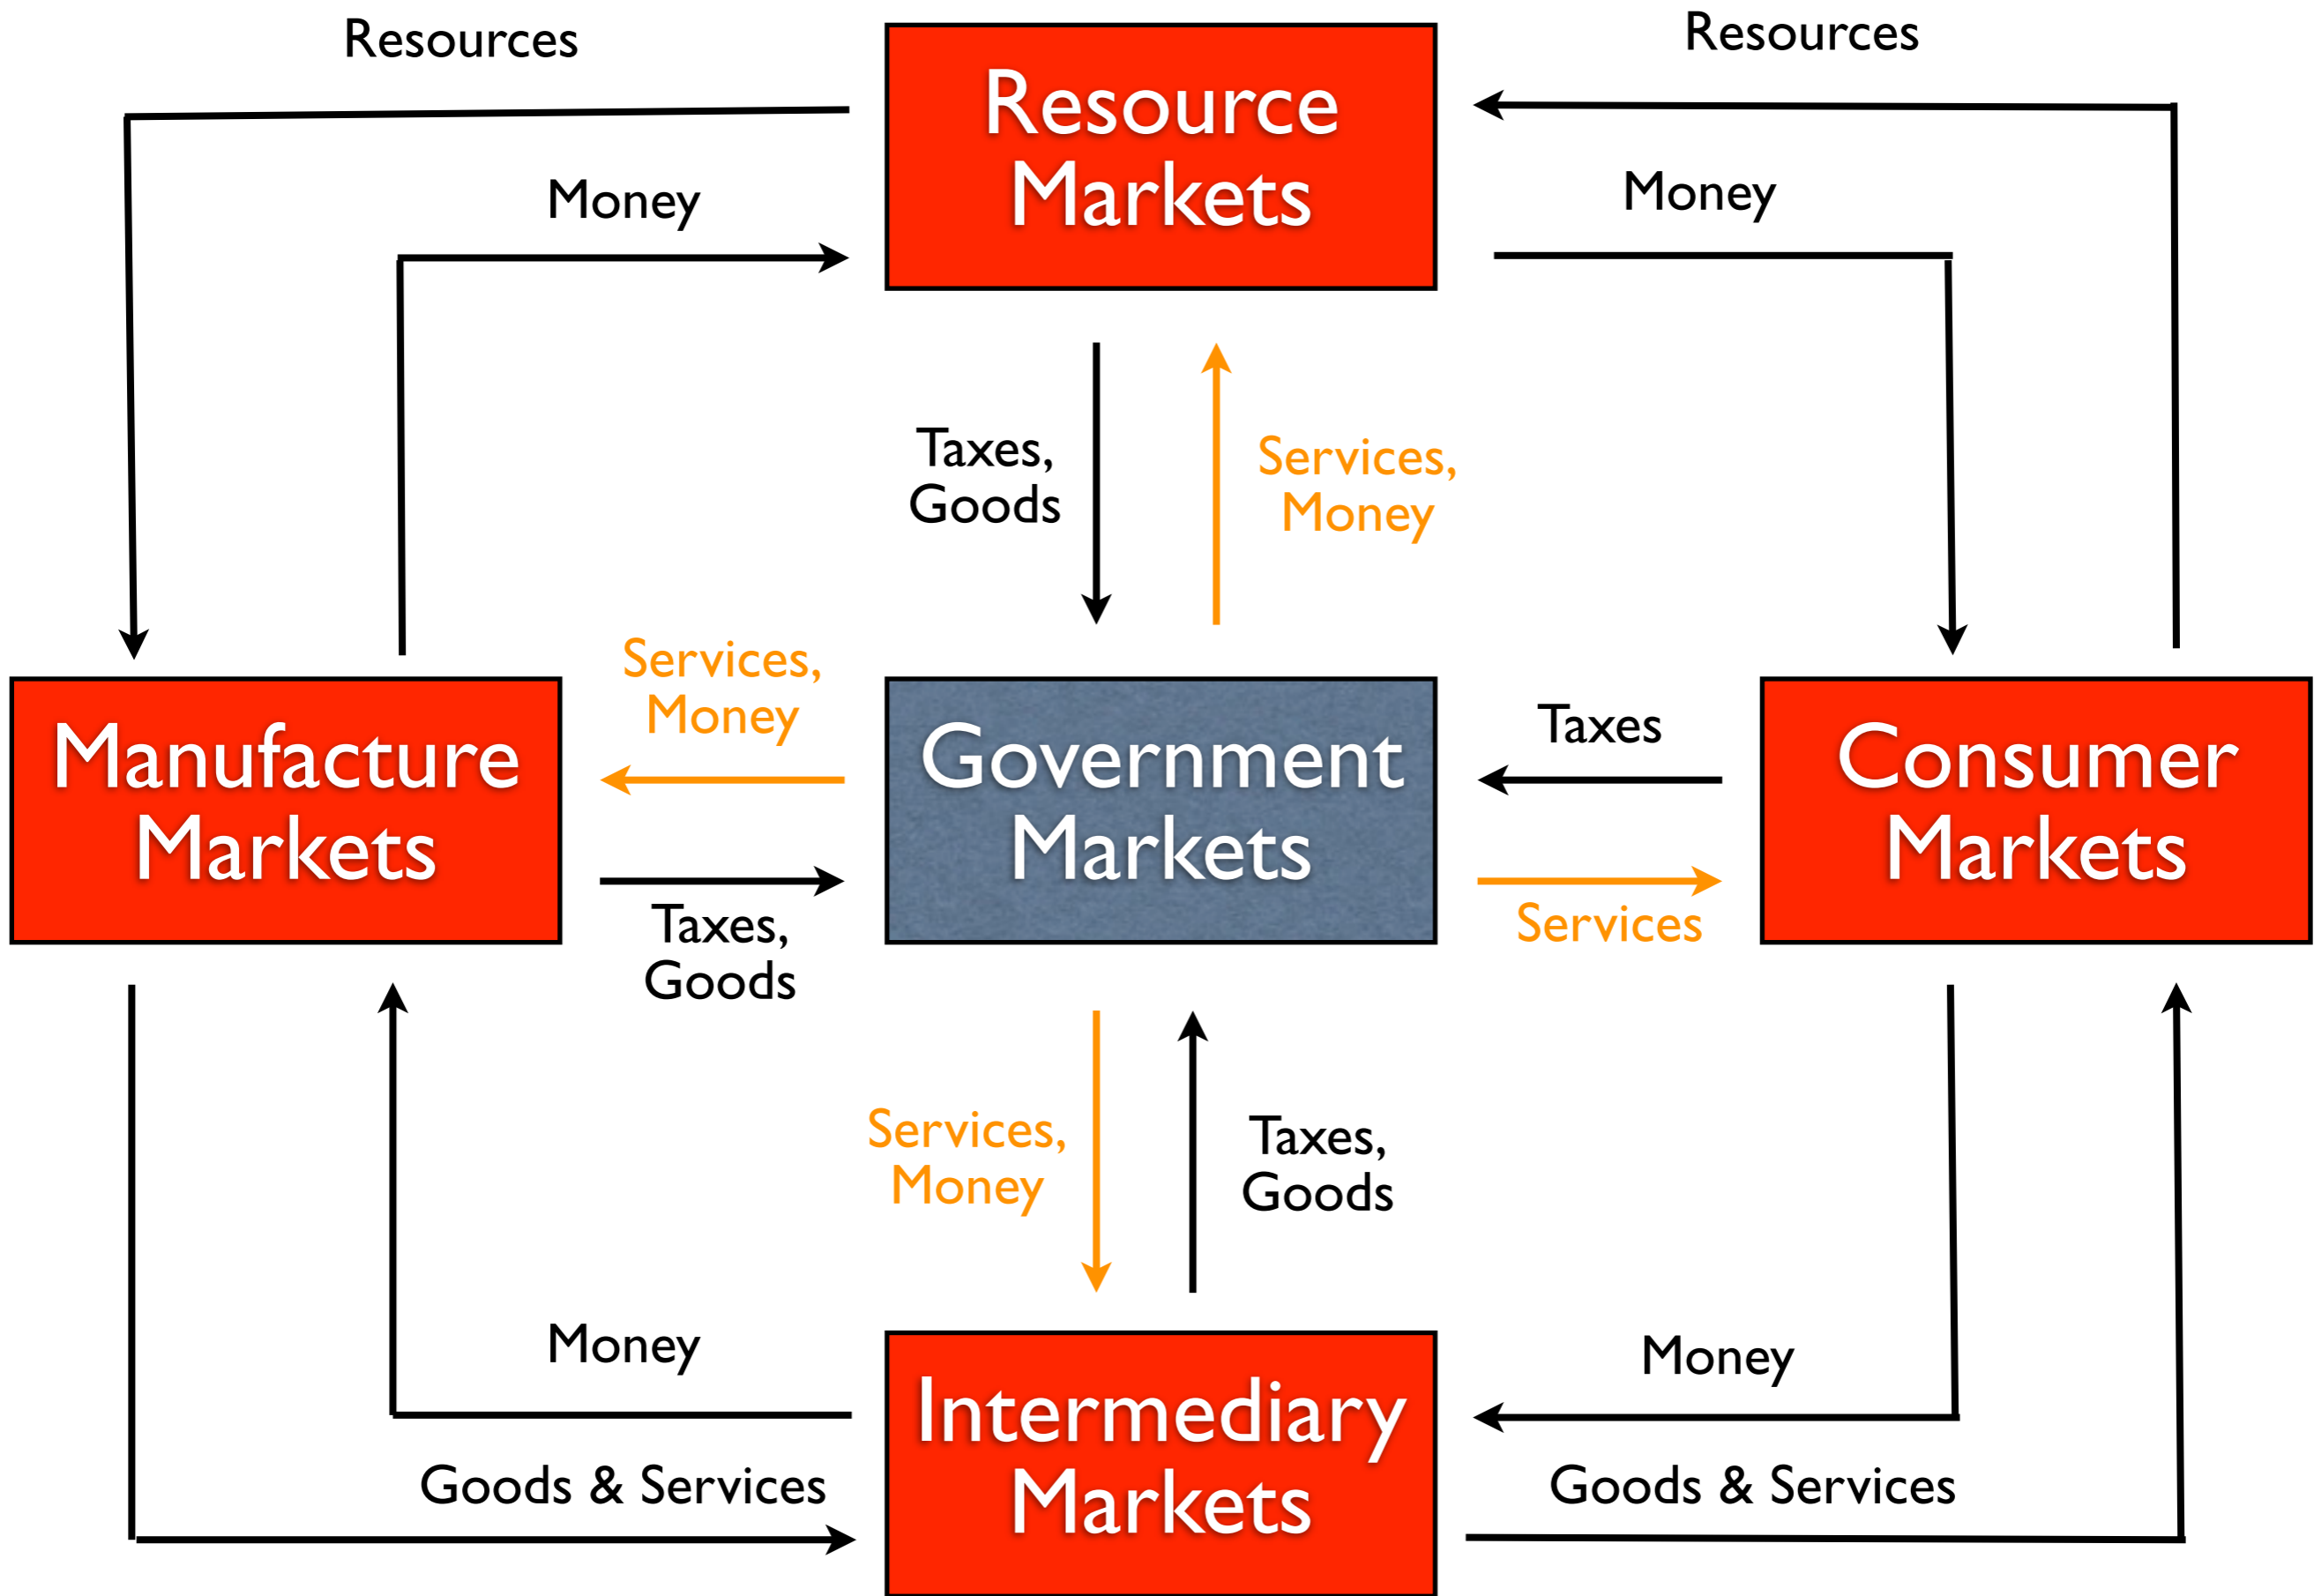 Resources
Resource
Markets
Resources
Money
Money
Taxes,
Goods
Services,
Money
Services,
Money
Manufacture
Markets
Government
Markets
Taxes
Consumer
Markets
Taxes,
Goods
Services
Services,
Money
Taxes,
Goods
Money
Money
Intermediary
Markets
Goods & Services
Goods & Services